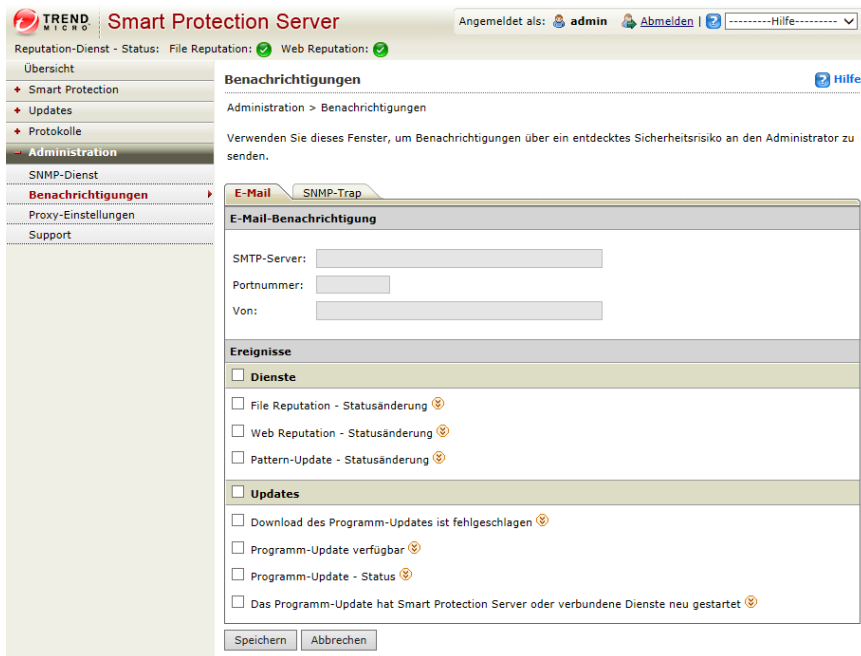 TREND MICRO Smart Protection Server
Angemeldet als: admin Abmelden | ? ---------Hilfe---------
Reputation-Dienst - Status: File Reputation: Web Reputation:
Übersicht
+ Smart Protection
+ Updates
+ Protokolle
- Administration
SNMP-Dienst
Benachrichtigungen
Proxy-Einstellungen
Support
Benachrichtigungen
? Hilfe
Administration > Benachrichtigungen
Verwenden Sie dieses Fenster, um Benachrichtigungen über ein entdecktes Sicherheitsrisiko an den Administrator zu
senden.
E-Mail SNMP-Trap
E-Mail-Benachrichtigung
SMTP-Server:
Portnummer:
Von:
Ereignisse
Dienste
File Reputation - Statusänderung
Web Reputation - Statusänderung
Pattern-Update - Statusänderung
Updates
Download des Programm-Updates ist fehlgeschlagen
Programm-Update verfügbar
Programm-Update - Status
Das Programm-Update hat Smart Protection Server oder verbundene Dienste neu gestartet
Speichern Abbrechen